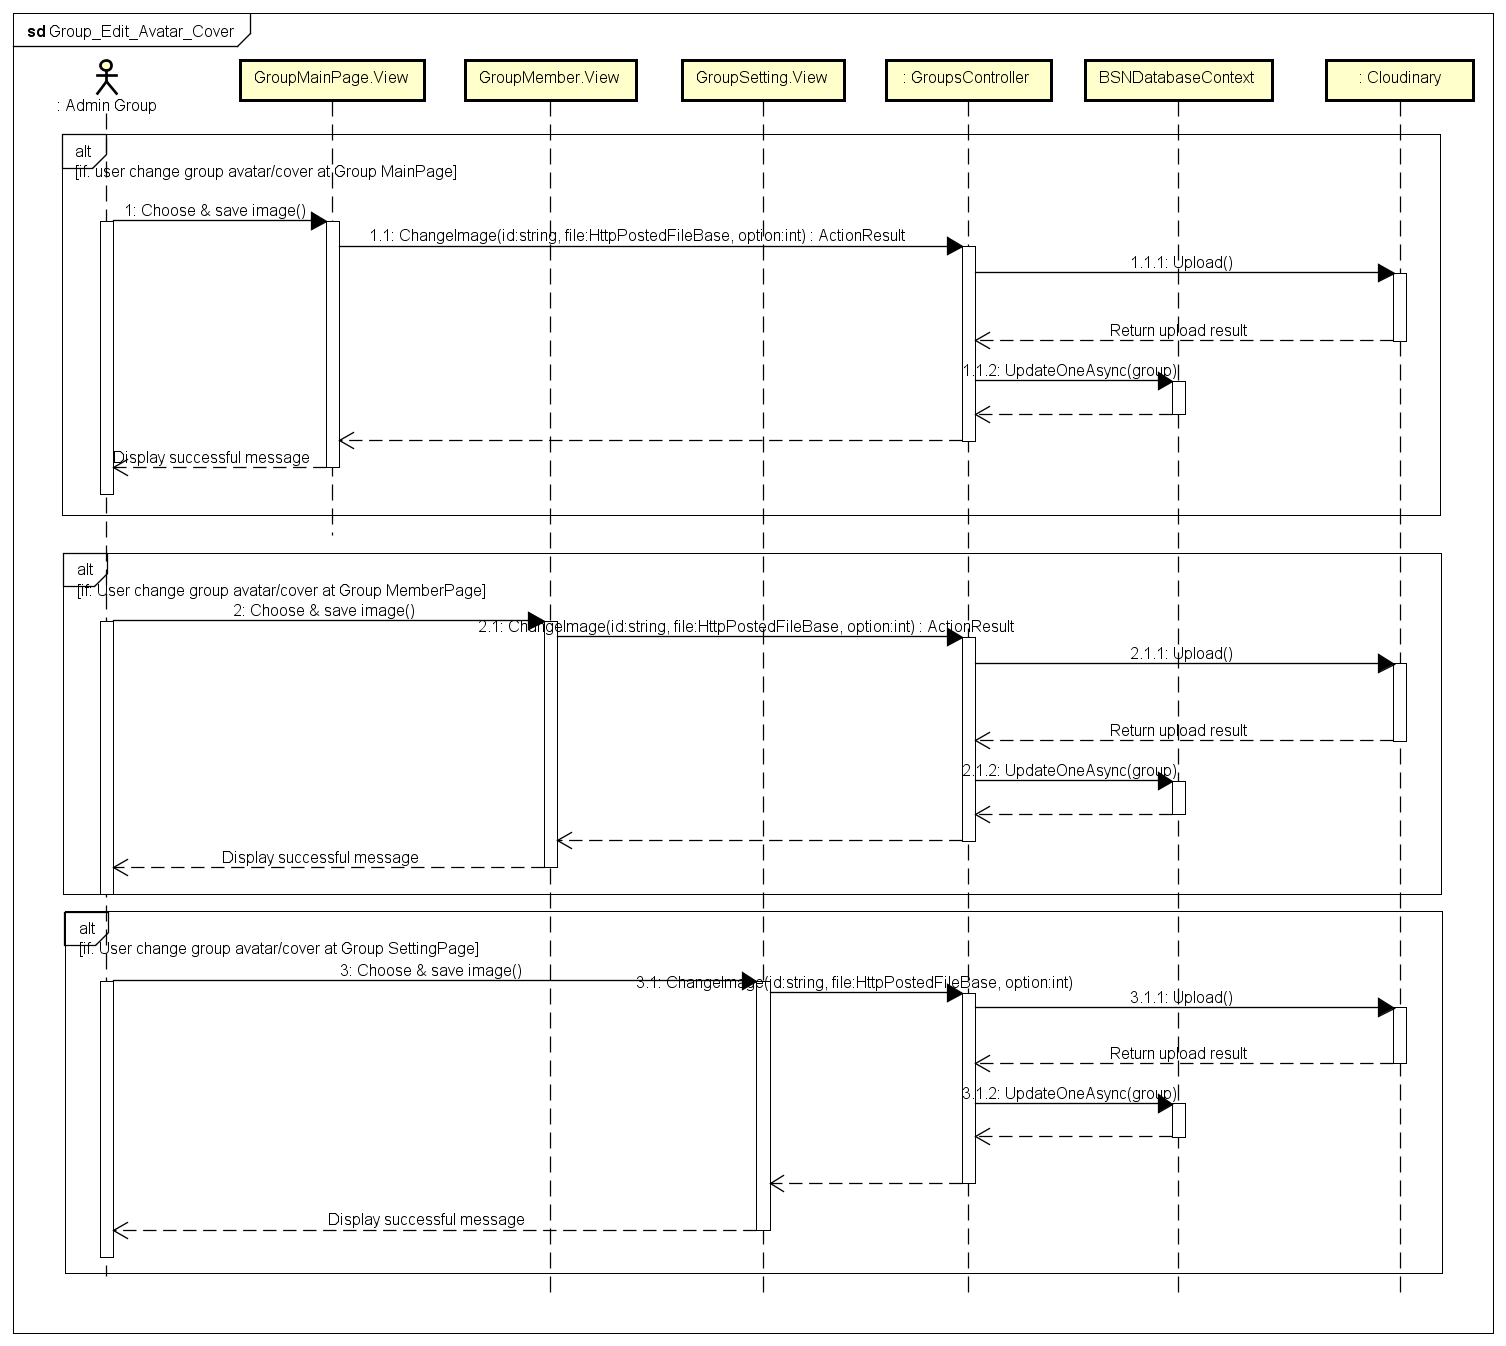 sd Group_Edit_Avatar_Cover
: Admin Group
GroupMainPage.View
GroupMember.View
GroupSetting.View
: GroupsController
BSNDatabaseContext
: Cloudinary
alt
[if: user change group avatar/cover at Group MainPage]
1: Choose & save image()
1.1: ChangeImage(id:string, file:HttpPostedFileBase, option:int) : ActionResult
1.1.1: Upload()
Return upload result
1.1.2: UpdateOneAsync(group)
Display successful message
alt
[if: User change group avatar/cover at Group MemberPage]
2: Choose & save image()
2.1: ChangeImage(id:string, file:HttpPostedFileBase, option:int) : ActionResult
2.1.1: Upload()
Return upload result
2.1.2: UpdateOneAsync(group)
Display successful message
alt
[if: User change group avatar/cover at Group SettingPage]
3: Choose & save image()
3.1: ChangeImage(id:string, file:HttpPostedFileBase, option:int)
3.1.1: Upload()
Return upload result
3.1.2: UpdateOneAsync(group)
Display successful message